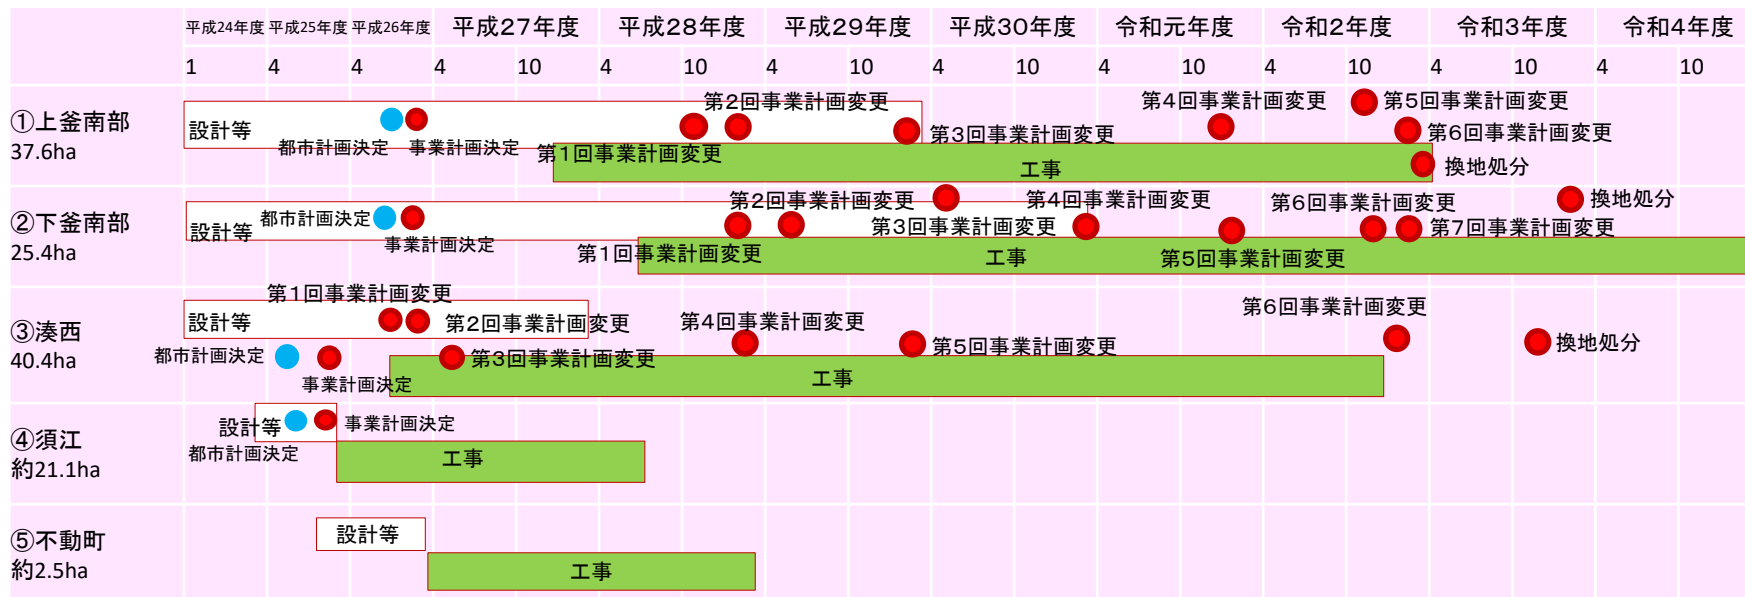 平成24年度 平成25年度 平成26年度 平成27年度 平成28年度 平成29年度 平成30年度 令和元年度 令和2年度 令和3年度 令和4年度
1 4 4 4 10 4 10 4 10 4 10 4 10 4 10 4 10 4 10
①上釜南部
37.6ha
設計等
都市計画決定
事業計画決定
第1回事業計画変更
第2回事業計画変更
第3回事業計画変更
第4回事業計画変更
第5回事業計画変更
第6回事業計画変更
工事
換地処分
②下釜南部
25.4ha
設計等
都市計画決定
事業計画決定
第1回事業計画変更
第2回事業計画変更
第3回事業計画変更
第4回事業計画変更
第5回事業計画変更
第6回事業計画変更
第7回事業計画変更
工事
換地処分
③湊西
40.4ha
設計等
都市計画決定
事業計画決定
第1回事業計画変更
第2回事業計画変更
第3回事業計画変更
第4回事業計画変更
第5回事業計画変更
第6回事業計画変更
工事
換地処分
④須江
約21.1ha
設計等
都市計画決定
事業計画決定
工事
⑤不動町
約2.5ha
設計等
工事